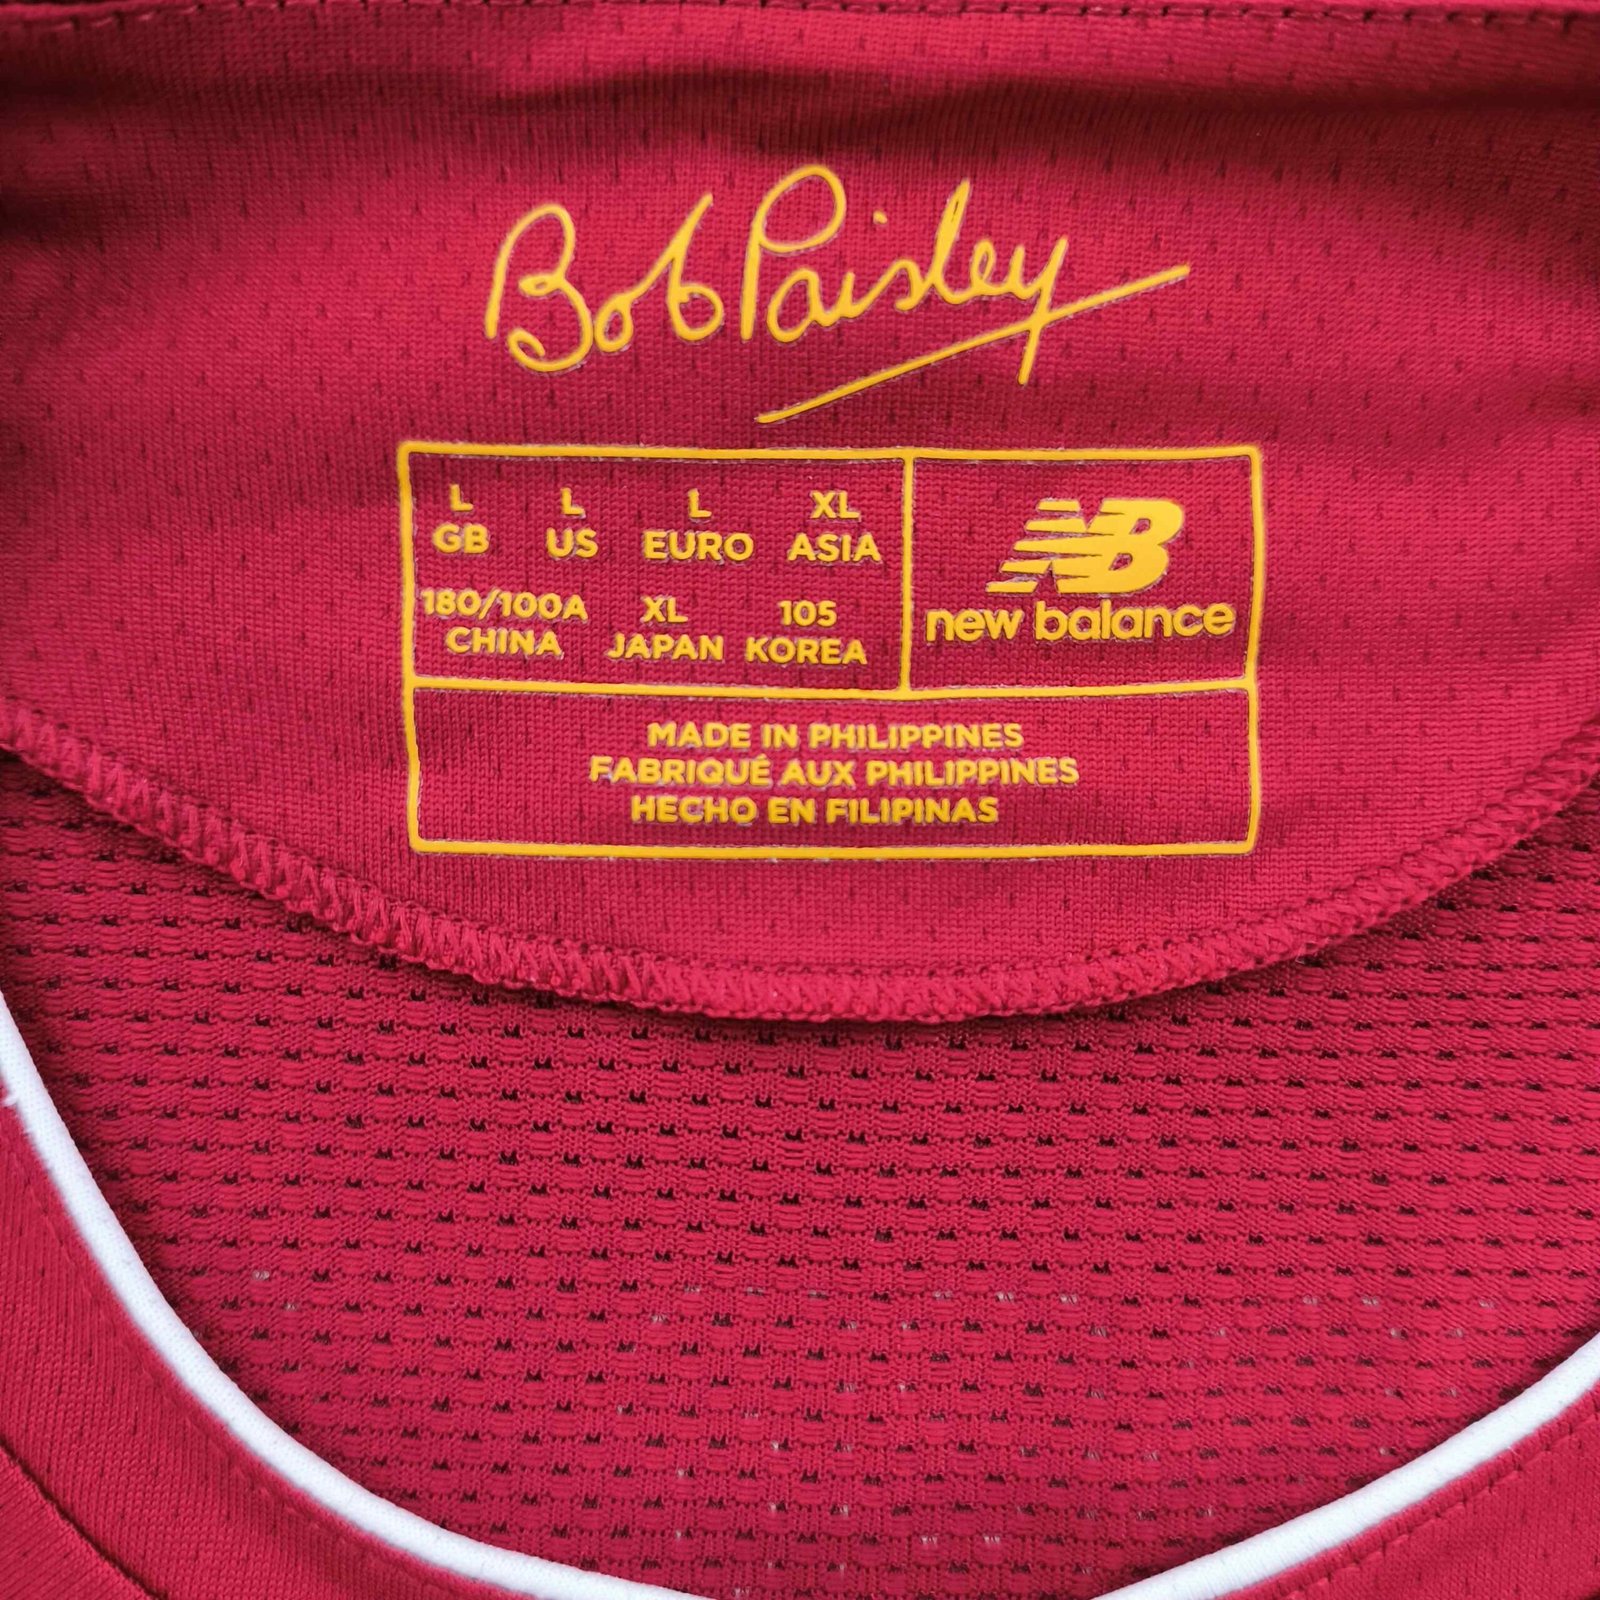 Bob Paisley
L L L XL
GB US EURO ASIA
180/100A XL 105
CHINA JAPAN KOREA
NB
new balance
MADE IN PHILIPPINES
FABRIQUÉ AUX PHILIPPINES
HECHO EN FILIPINAS